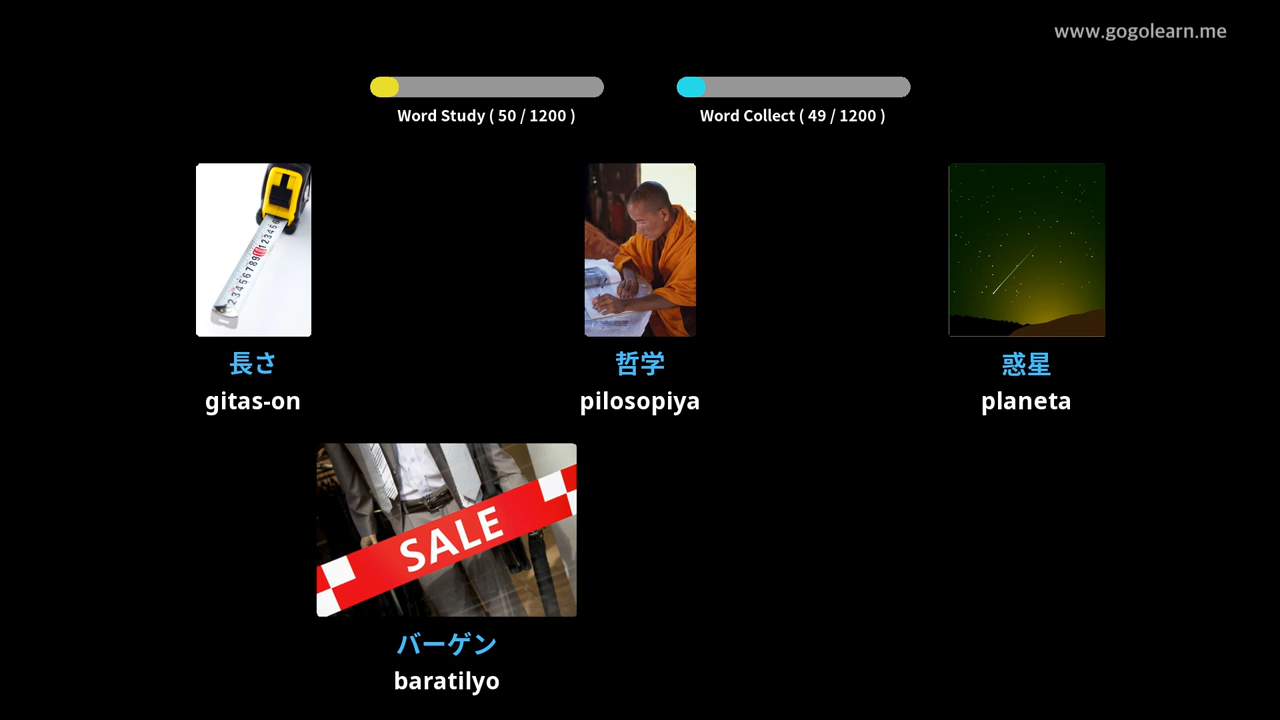 www.gogolearn.me
Word Study ( 50 / 1200 )
Word Collect ( 49 / 1200 )
長さ
gitas-on
哲学
pilosopiya
惑星
planeta
SALE
バーゲン
baratilyo